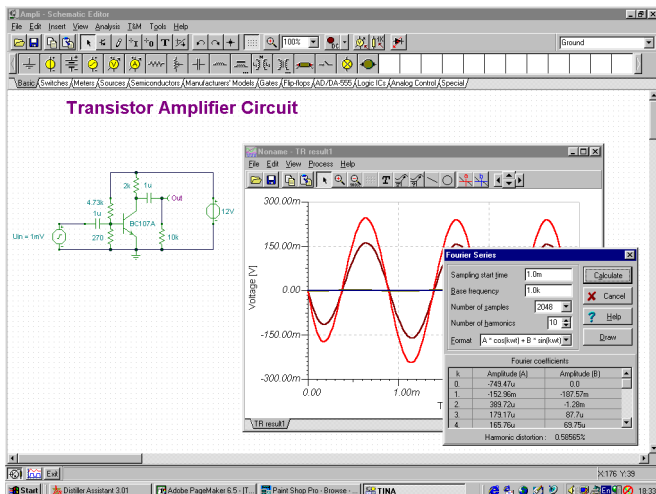 Ampli - Schematic Editor
File Edit Insert View Analysis T&M Tools Help
100%
Ground
Basic Switches Meters Sources Semiconductors Manufacturers' Models Gates Flip-flops AD/DA-555 Logic ICs Analog Control Special
Transistor Amplifier Circuit
2k
1u
Out
4.73k
1u
BC107A
12V
Uin = 1mV
270
10k
Noname - TR result1
File Edit View Process Help
300.00m
150.00m
0.00
-150.00m
-300.00m
Voltage [V]
0.00
1.00m
T
TR result1
Fourier Series
Sampling start time 1.0m Calculate
Base frequency 1.0k Cancel
Number of samples 2048 Help
Number of harmonics 10
Format A * cos(kwt) + B * sin(kwt) Draw
Fourier coefficients
k Amplitude (A) Amplitude (B)
0. -749.47u 0.0
1. -152.96m -187.57m
2. 389.72u -1.28m
3. 179.17u 87.7u
4. 165.76u 69.75u
Harmonic distortion: 0.58565%
Exit
X:176 Y:39
Start Distiller Assistant 3.01 Adobe PageMaker 6.5 - [T... Paint Shop Pro - Browse - ... TINA En 18:33